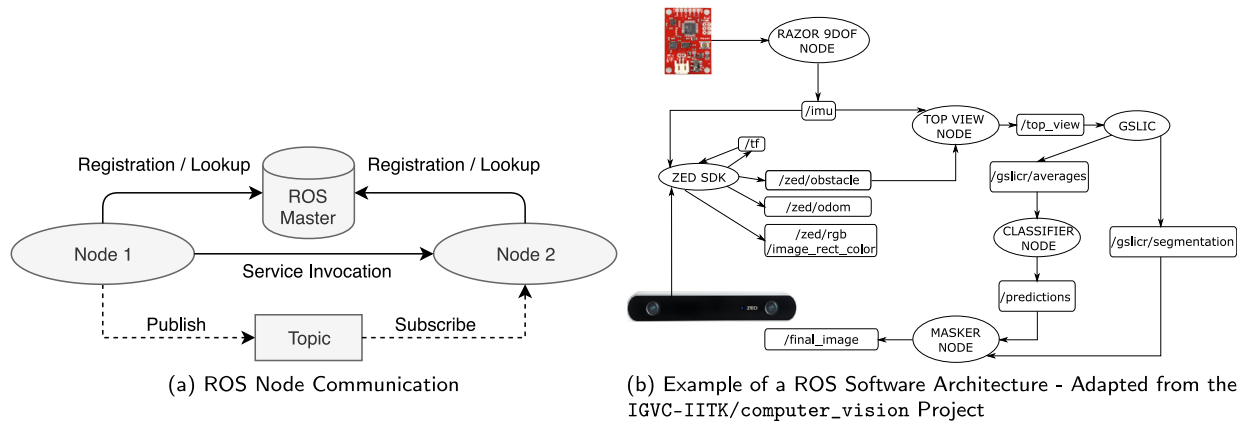 Registration / Lookup
Registration / Lookup
ROS
Master
Node 1
Node 2
Service Invocation
Publish
Topic
Subscribe
(a) ROS Node Communication
RAZOR 9DOF
NODE
/imu
TOP VIEW
NODE
/top_view
GSLIC
/tf
ZED SDK
/zed/obstacle
/zed/odom
/zed/rgb
/image_rect_color
/gslicr/averages
CLASSIFIER
NODE
/gslicr/segmentation
/predictions
ZED
/final_image
MASKER
NODE
(b) Example of a ROS Software Architecture - Adapted from the
IGVC-IITK/computer_vision Project